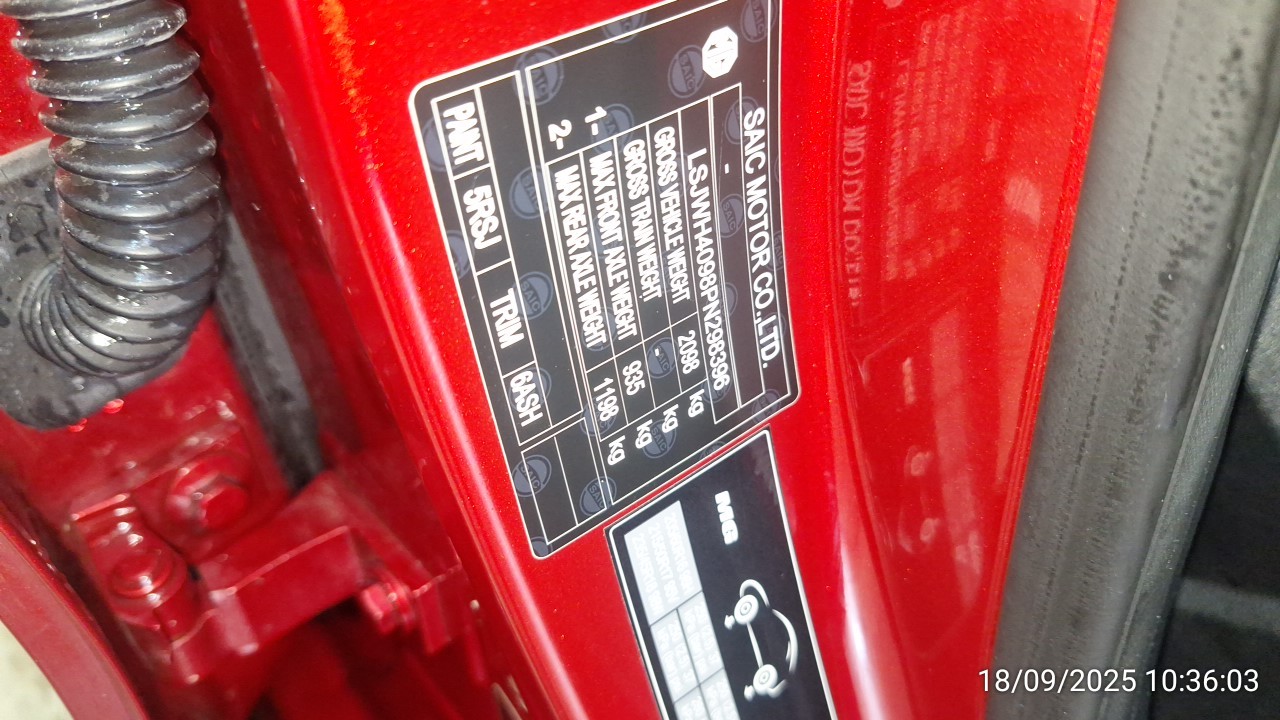 SAIC MOTOR CO.,LTD.
-
LSJWH4098PN298396
GROSS VEHICLE WEIGHT 2098 kg
GROSS TRAIN WEIGHT - kg
1- MAX FRONT AXLE WEIGHT 935 kg
2- MAX REAR AXLE WEIGHT 1198 kg
PAINT 5RSJ TRIM 6ASH
MG
18/09/2025 10:36:03